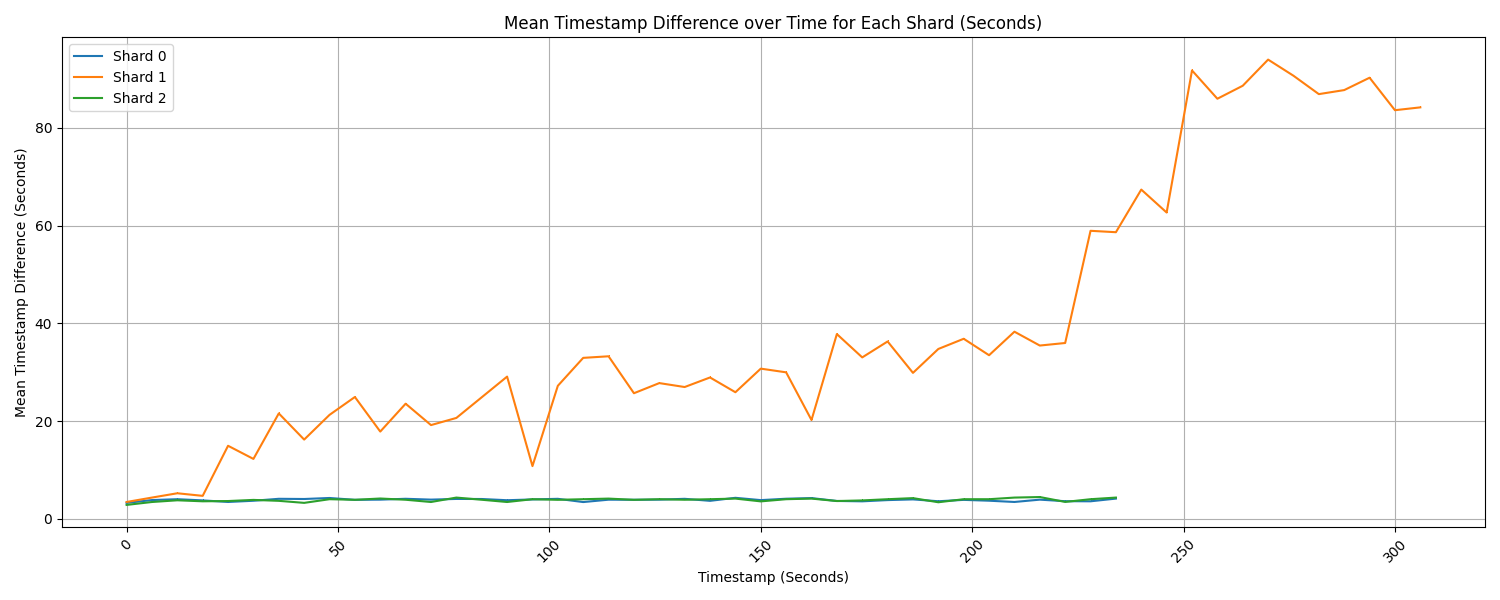 Mean Timestamp Difference over Time for Each Shard (Seconds)
Shard 0
Shard 1
Shard 2
Mean Timestamp Difference (Seconds)
80
60
40
20
0
0
50
100
150
200
250
300
Timestamp (Seconds)